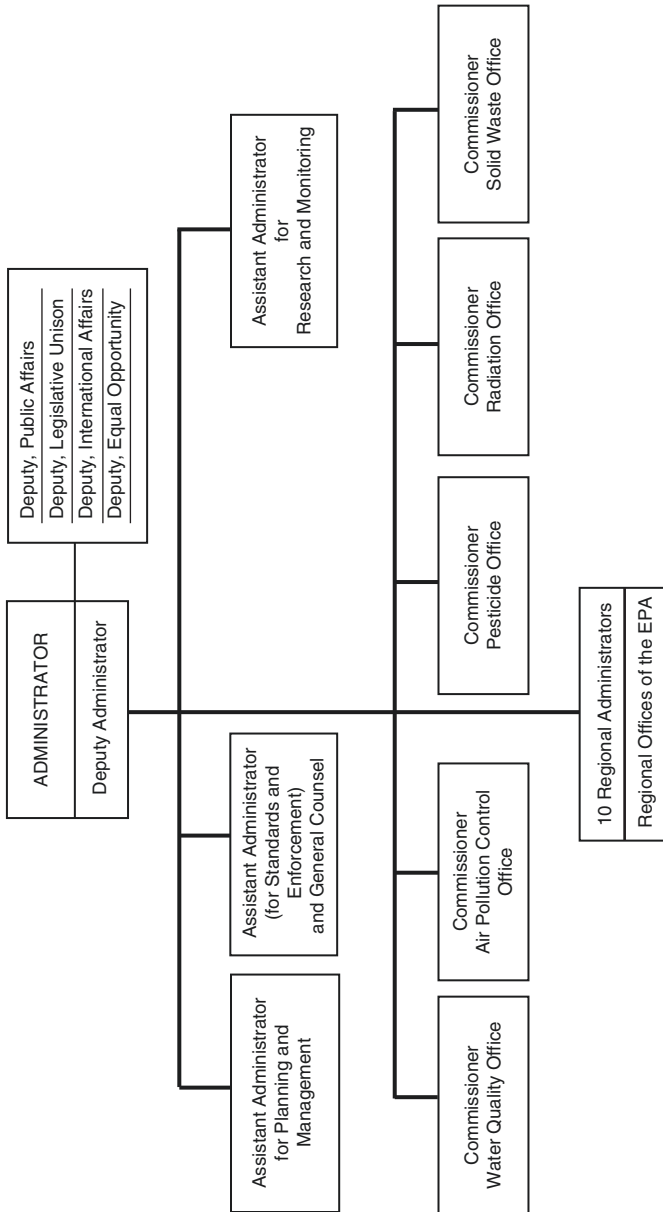 ADMINISTRATOR
Deputy Administrator
Deputy, Public Affairs
Deputy, Legislative Unison
Deputy, International Affairs
Deputy, Equal Opportunity
Assistant Administrator
for Planning and
Management
Assistant Administrator
(for Standards and
Enforcement)
and General Counsel
Assistant Administrator
for
Research and Monitoring
Commissioner
Water Quality Office
Commissioner
Air Pollution Control
Office
Commissioner
Pesticide Office
Commissioner
Radiation Office
Commissioner
Solid Waste Office
10 Regional Administrators
Regional Offices of the EPA